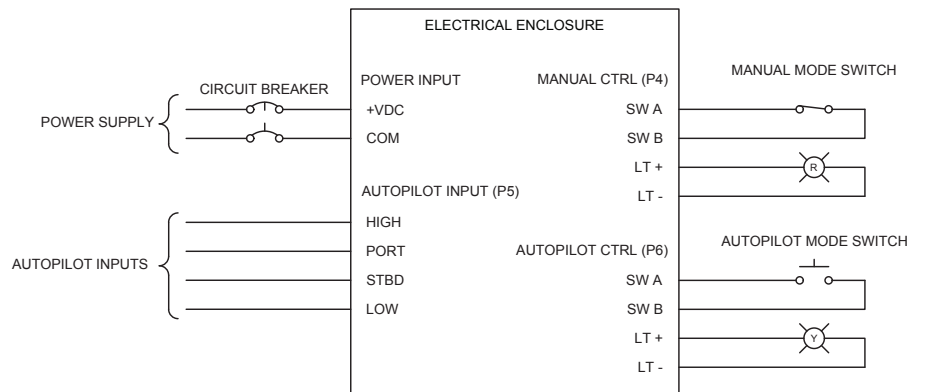 ELECTRICAL ENCLOSURE
POWER SUPPLY
CIRCUIT BREAKER
POWER INPUT
+VDC
COM
AUTOPILOT INPUTS
AUTOPILOT INPUT (P5)
HIGH
PORT
STBD
LOW
MANUAL CTRL (P4)
SW A
SW B
LT +
LT -
MANUAL MODE SWITCH
R
AUTOPILOT CTRL (P6)
SW A
SW B
LT +
LT -
AUTOPILOT MODE SWITCH
Y